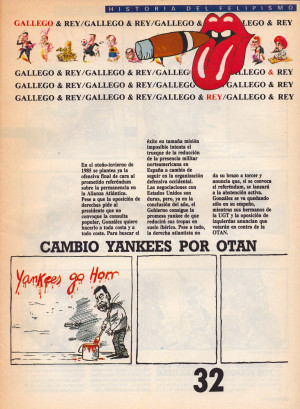 HISTORIA DEL FELIPISMO
GALLEGO & REY/GALLEGO & REY/GALLEGO & REY/GALLEGO & REY
GALLEGO & REY/GALLEGO & REY/GALLEGO & REY/GALLEGO & REY
GALLEGO & REY/GALLEGO & REY/GALLEGO & REY/GALLEGO & REY
GALLEGO & REY/GALLEGO & REY/GALLEGO & REY/GALLEGO & REY
En el otoño-invierno de
1985 se plantea ya la
ofensiva final de cara al
prometido referéndum
sobre la permanencia en
la Alianza Atlántica.
Pese a que la oposición de
derechas pide al
presidente que no
convoque la consulta
popular, González quiere
hacerlo a toda costa y a
todo costa. Para buscar el
éxito en tamaña misión
imposible intenta el
truque de la reducción de
la presencia militar
norteamericana en
España a cambio de
seguir en la organización
Las negociaciones con
Estados Unidos son
duras, pero, ya en la
conclusión del año, el
Gobierno consigue la
promesa yankee de que
reducirá sus tropas en
suelo ibérico. Pese a todo,
la derecha atlantista no
da su brazo a torcer y
anuncia que, si se convoca
el referéndum, se lanzará
a la abstención activa.
González se va quedando
sólo en su empeño,
mientras sus hermanos de
la UGT y la oposición de
izquierdas anuncian que
votarán en contra de la
OTAN.
CAMBIO YANKEES POR OTAN
Yankees go Hom
32